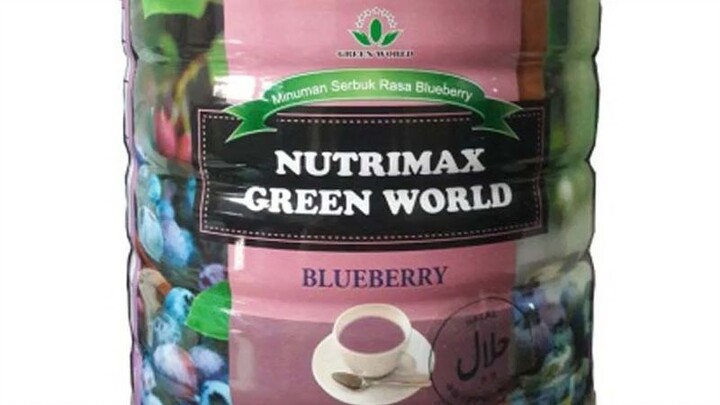 GREEN WORLD
Minuman Serbuk Rasa Blueberry
NUTRIMAX
GREEN WORLD
BLUEBERRY
HALAL
حلال